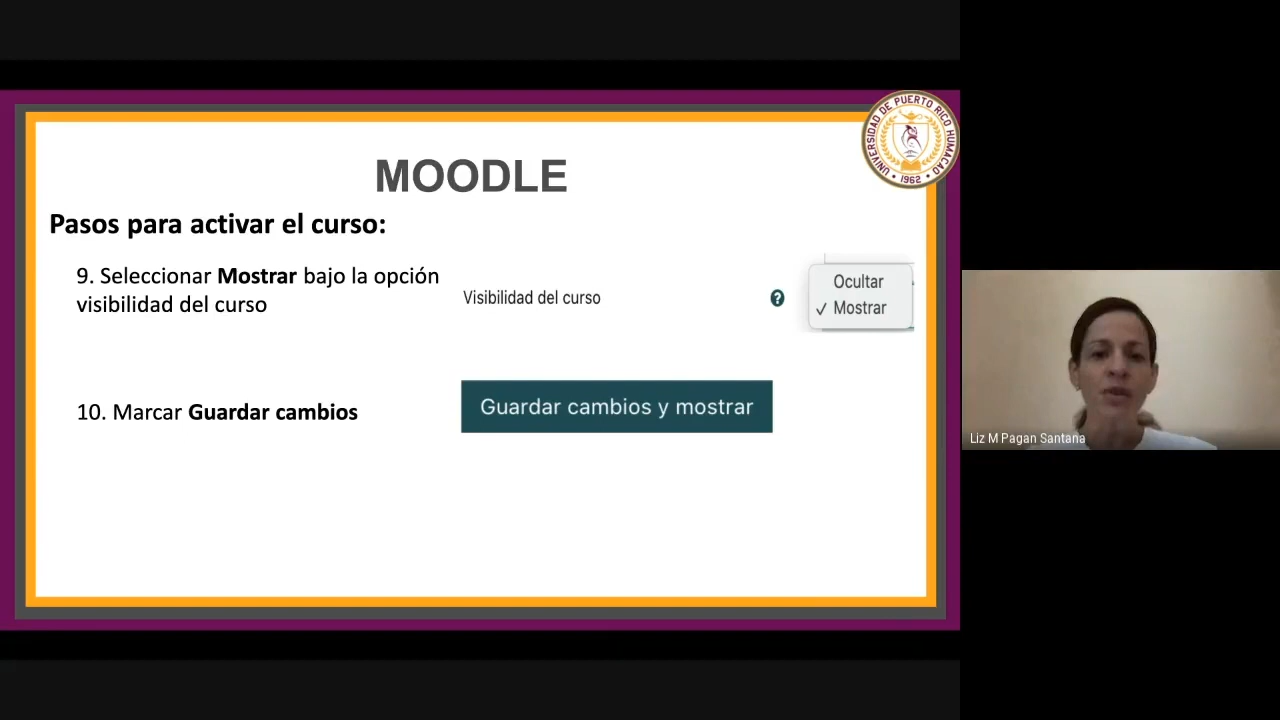 MOODLE
UNIVERSIDAD DE PUERTO RICO HUMACAO
• 1962 •
Pasos para activar el curso:
9. Seleccionar Mostrar bajo la opción
visibilidad del curso
Visibilidad del curso
?
Ocultar
✓ Mostrar
10. Marcar Guardar cambios
Guardar cambios y mostrar
Liz M Pagan Santana